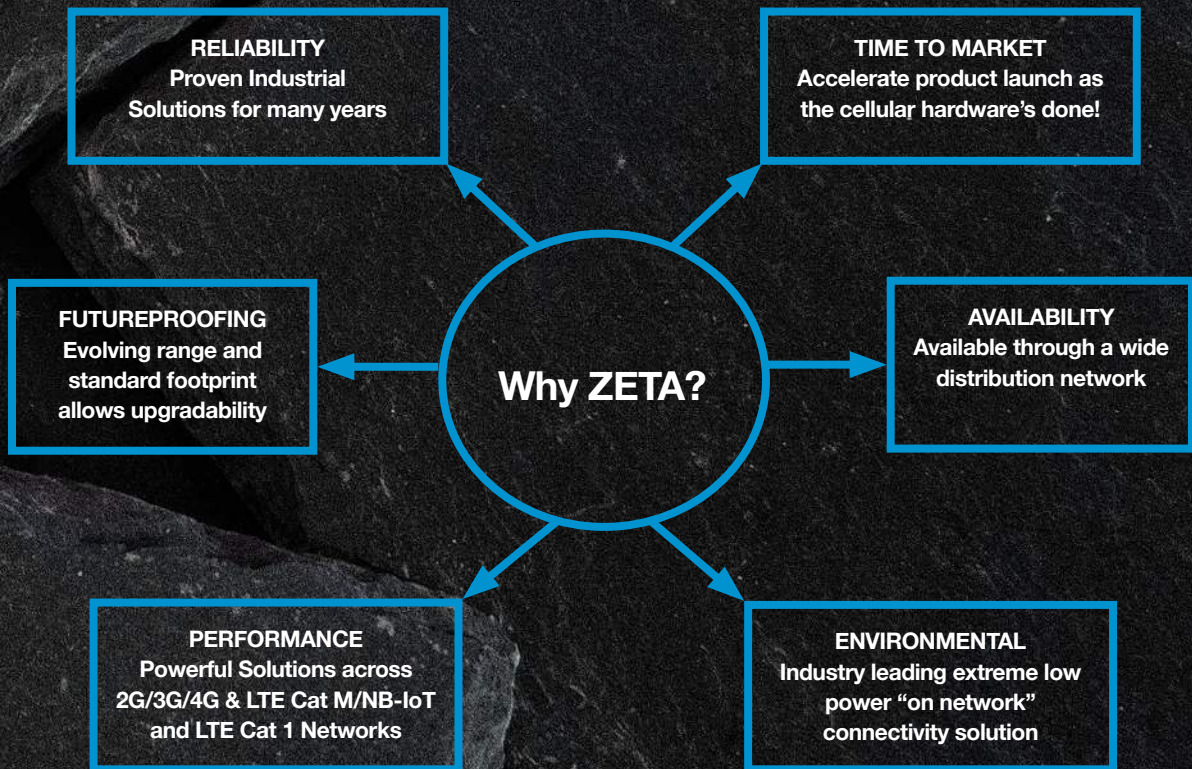 RELIABILITY
Proven Industrial
Solutions for many years
TIME TO MARKET
Accelerate product launch as
the cellular hardware’s done!
FUTUREPROOFING
Evolving range and
standard footprint
allows upgradability
Why ZETA?
AVAILABILITY
Available through a wide
distribution network
PERFORMANCE
Powerful Solutions across
2G/3G/4G & LTE Cat M/NB-IoT
and LTE Cat 1 Networks
ENVIRONMENTAL
Industry leading extreme low
power “on network”
connectivity solution